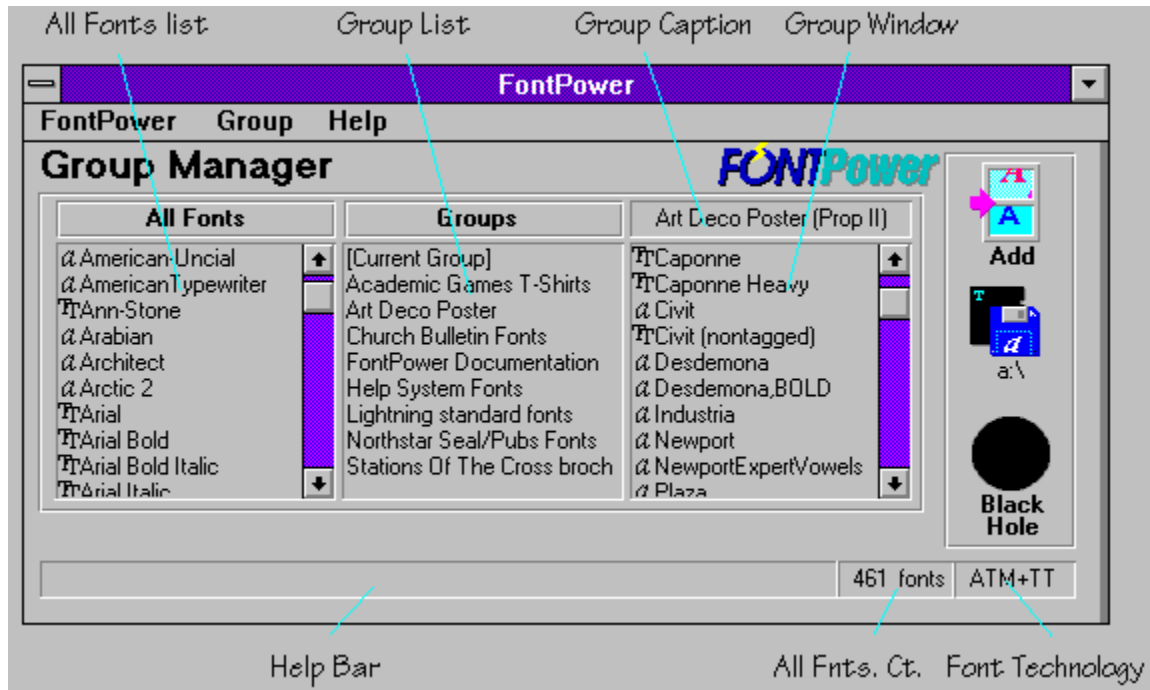 All Fonts list Group List Group Caption Group Window
FontPower
FontPower Group Help
Group Manager
FONTPower
All Fonts
American-Uncial
AmericanTypewriter
Ann-Stone
Arabian
Architect
Arctic 2
Arial
Arial Bold
Arial Bold Italic
Arial Italic
Groups
[Current Group]
Academic Games T-Shirts
Art Deco Poster
Church Bulletin Fonts
FontPower Documentation
Help System Fonts
Lightning standard fonts
Northstar Seal/Pubs Fonts
Stations Of The Cross broch
Art Deco Poster (Prop II)
Caponne
Caponne Heavy
Civit
Civit (nontagged)
Desdemona
Desdemona,BOLD
Industria
Newport
NewportExpertVowels
Plaza
Add
a:\
Black
Hole
461 fonts ATM+TT
Help Bar All Fnts. Ct. Font Technology